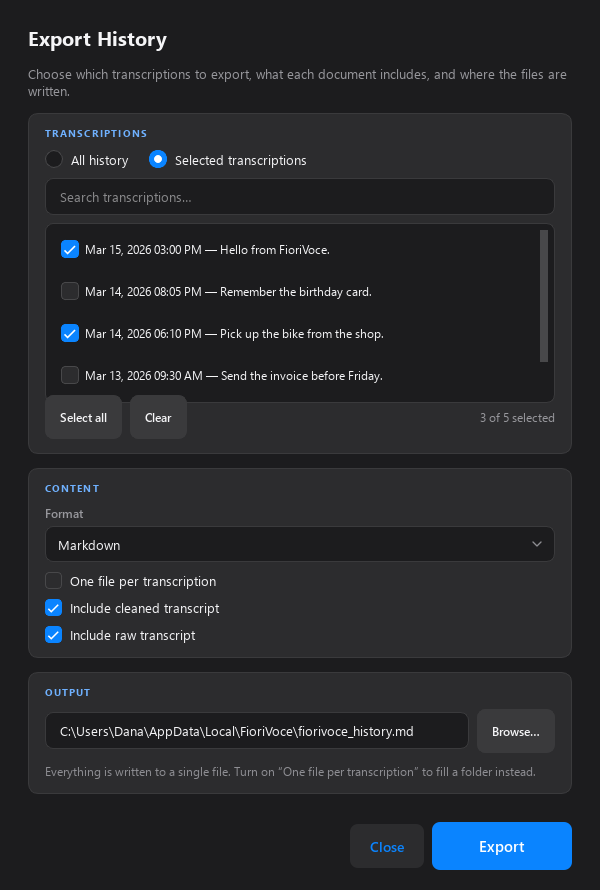 Export History
Choose which transcriptions to export, what each document includes, and where the files are
written.
TRANSCRIPTIONS
All history
Selected transcriptions
Search transcriptions…
Mar 15, 2026 03:00 PM — Hello from FioriVoce.
Mar 14, 2026 08:05 PM — Remember the birthday card.
Mar 14, 2026 06:10 PM — Pick up the bike from the shop.
Mar 13, 2026 09:30 AM — Send the invoice before Friday.
Select all
Clear
3 of 5 selected
CONTENT
Format
Markdown
One file per transcription
Include cleaned transcript
Include raw transcript
OUTPUT
C:\Users\Dana\AppData\Local\FioriVoce\fiorivoce_history.md
Browse…
Everything is written to a single file. Turn on “One file per transcription” to fill a folder instead.
Close
Export